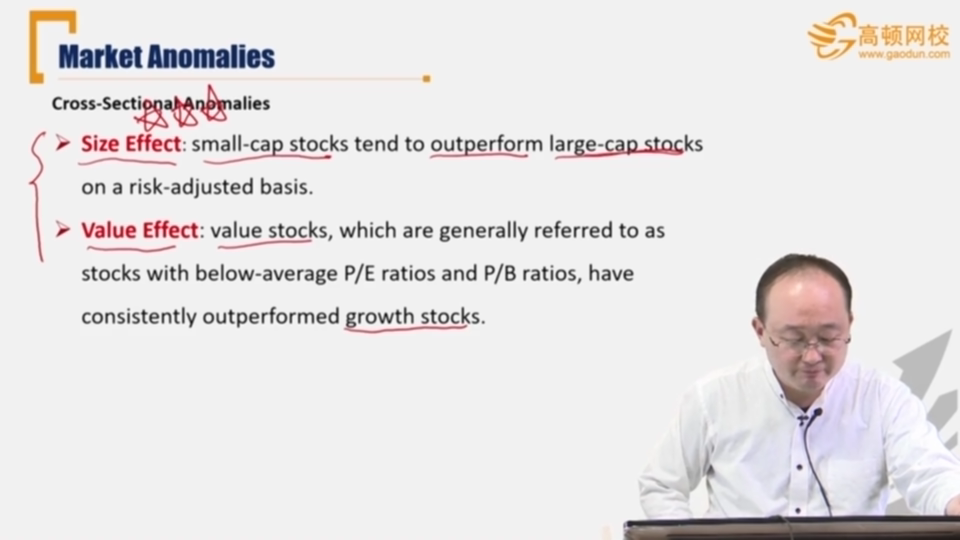 Market Anomalies
高顿网校
www.gaodun.com
Cross-Sectional Anomalies
Size Effect: small-cap stocks tend to outperform large-cap stocks
on a risk-adjusted basis.
Value Effect: value stocks, which are generally referred to as
stocks with below-average P/E ratios and P/B ratios, have
consistently outperformed growth stocks.